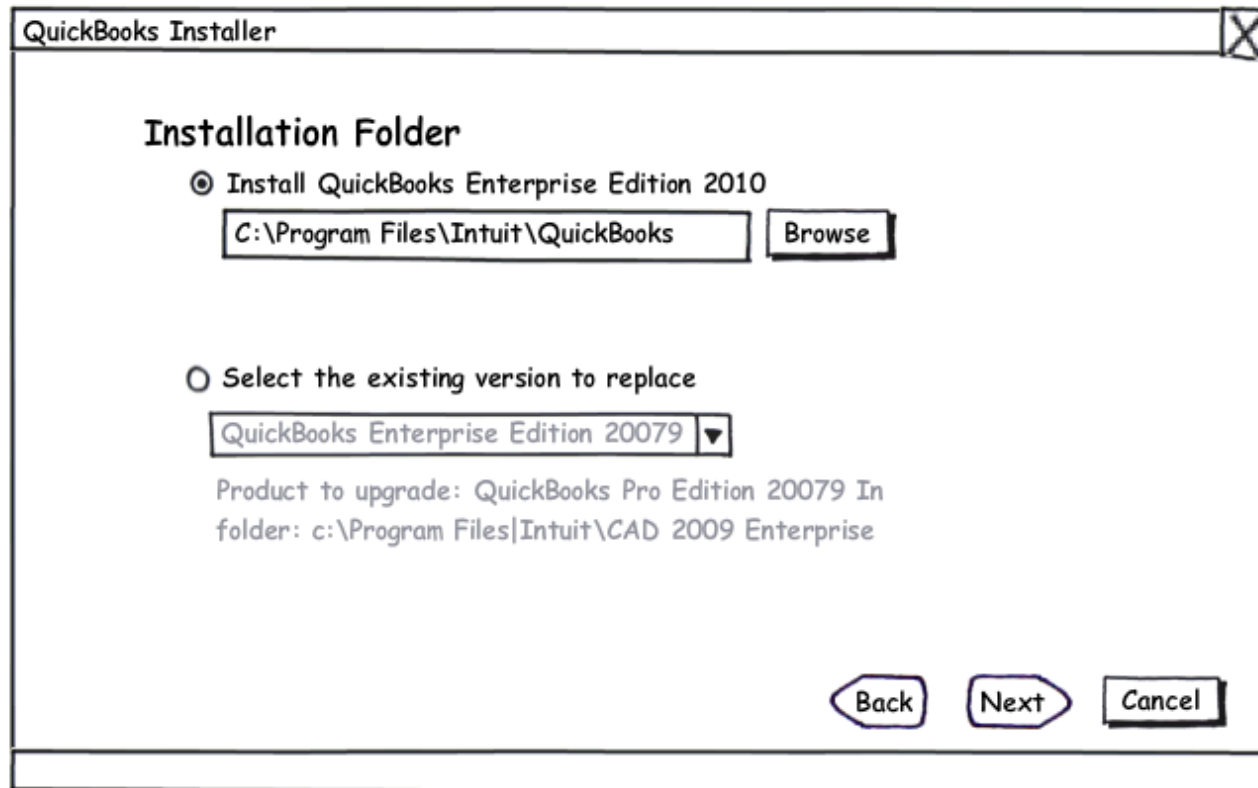 QuickBooks Installer
Installation Folder
Install QuickBooks Enterprise Edition 2010
C:\Program Files\Intuit\QuickBooks
Browse
Select the existing version to replace
QuickBooks Enterprise Edition 20079
Product to upgrade: QuickBooks Pro Edition 20079 In
folder: c:\Program Files|Intuit\CAD 2009 Enterprise
Back
Next
Cancel